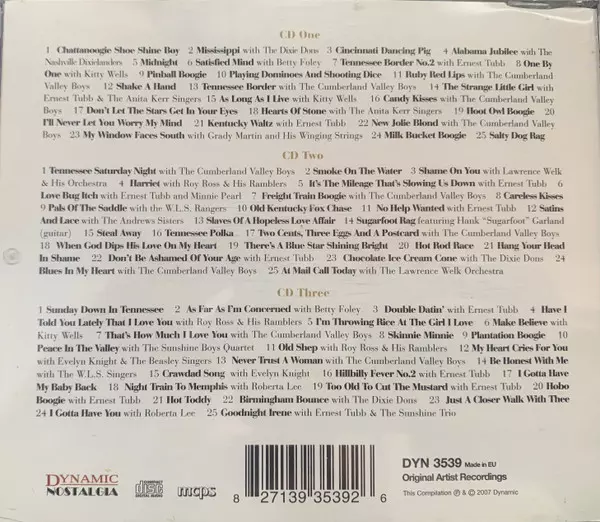 CD One
1 Chattanoogie Shoe Shine Boy 2 Mississippi with The Dixie Dons 3 Cincinnati Dancing Pig 4 Alabama Jubilee with The
Nashville Dixielanders 5 Midnight 6 Satisfied Mind with Betty Foley 7 Tennessee Border No.2 with Ernest Tubb 8 One By
One with Kitty Wells 9 Pinball Boogie 10 Playing Dominoes And Shooting Dice 11 Ruby Red Lips with The Cumberland
Valley Boys 12 Shake A Hand 13 Tennessee Border with The Cumberland Valley Boys 14 The Strange Little Girl with
Ernest Tubb & The Anita Kerr Singers 15 As Long As I Live with Kitty Wells 16 Candy Kisses with The Cumberland Valley
Boys 17 Don't Let The Stars Get In Your Eyes 18 Hearts Of Stone with The Anita Kerr Singers 19 Hoot Owl Boogie 20
I'll Never Let You Worry My Mind 21 Kentucky Waltz with Ernest Tubb 22 New Jolie Blond with The Cumberland Valley
Boys 23 My Window Faces South with Grady Martin and His Winging Strings 24 Milk Bucket Boogie 25 Salty Dog Rag
CD Two
1 Tennessee Saturday Night with The Cumberland Valley Boys 2 Smoke On The Water 3 Shame On You with Lawrence Welk
& His Orchestra 4 Harriet with Roy Ross & His Ramblers 5 It's The Mileage That's Slowing Us Down with Ernest Tubb 6
Love Bug Itch with Ernest Tubb and Minnie Pearl 7 Freight Train Boogie with The Cumberland Valley Boys 8 Careless Kisses
9 Pals Of The Saddle with the W.L.S. Rangers 10 Old Kentucky Fox Chase 11 No Help Wanted with Ernest Tubb 12 Satins
And Lace with The Andrews Sisters 13 Slaves Of A Hopeless Love Affair 14 Sugarfoot Rag featuring Hank "Sugarfoot" Garland
(guitar) 15 Steal Away 16 Tennessee Polka 17 Two Cents, Three Eggs And A Postcard with The Cumberland Valley Boys
18 When God Dips His Love On My Heart 19 There's A Blue Star Shining Bright 20 Hot Rod Race 21 Hang Your Head
In Shame 22 Don't Be Ashamed Of Your Age with Ernest Tubb 23 Chocolate Ice Cream Cone with The Dixie Dons 24
Blues In My Heart with The Cumberland Valley Boys 25 At Mail Call Today with The Lawrence Welk Orchestra
CD Three
1 Sunday Down In Tennessee 2 As Far As I'm Concerned with Betty Foley 3 Double Datin' with Ernest Tubb 4 Have I
Told You Lately That I Love You with Roy Ross & His Ramblers 5 I'm Throwing Rice At The Girl I Love 6 Make Believe with
Kitty Wells 7 That's How Much I Love You with The Cumberland Valley Boys 8 Skinnie Minnie 9 Plantation Boogie 10
Peace In The Valley with The Sunshine Boys Quartet 11 Old Shep with Roy Ross & His Ramblers 12 My Heart Cries For You
with Evelyn Knight & The Beasley Singers 13 Never Trust A Woman with The Cumberland Valley Boys 14 Be Honest With Me
with The W.L.S. Singers 15 Crawdad Song with Evelyn Knight 16 Hillbilly Fever No.2 with Ernest Tubb 17 I Gotta Have
My Baby Back 18 Night Train To Memphis with Roberta Lee 19 Too Old To Cut The Mustard with Ernest Tubb 20 Hobo
Boogie with Ernest Tubb 21 Hot Toddy 22 Birmingham Bounce with The Dixie Dons 23 Just A Closer Walk With Thee
24 I Gotta Have You with Roberta Lee 25 Goodnight Irene with Ernest Tubb & The Sunshine Trio
DYNAMIC
NOSTALGIA
disc
mcps
8 27139 35392 6
DYN 3539 Made in EU
Original Artist Recordings
This Compilation ℗ & © 2007 Dynamic